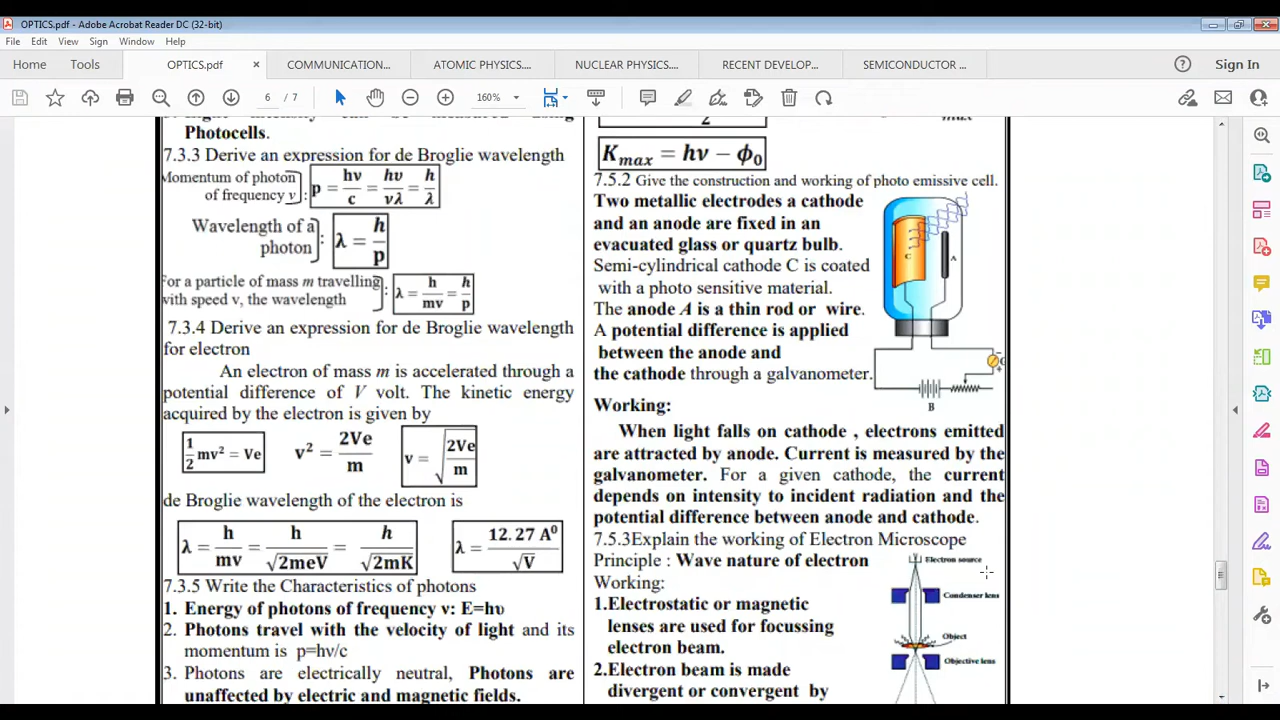 OPTICS.pdf - Adobe Acrobat Reader DC (32-bit)
File Edit View Sign Window Help
Home Tools OPTICS.pdf × COMMUNICATION... ATOMIC PHYSICS.... NUCLEAR PHYSICS.... RECENT DEVELOP... SEMICONDUCTOR ... Sign In
6 / 7 160%
Photocells.
7.3.3 Derive an expression for de Broglie wavelength
Momentum of photon
of frequency ν : p = hν/c = hυ/νλ = h/λ
Wavelength of a
photon : λ = h/p
For a particle of mass m travelling
with speed v, the wavelength : λ = h/mv = h/p
7.3.4 Derive an expression for de Broglie wavelength
for electron
An electron of mass m is accelerated through a
potential difference of V volt. The kinetic energy
acquired by the electron is given by
1/2 mv² = Ve v² = 2Ve/m v = √(2Ve/m)
de Broglie wavelength of the electron is
λ = h/mv = h/√2meV = h/√2mK λ = 12.27 A⁰/√V
7.3.5 Write the Characteristics of photons
1. Energy of photons of frequency ν: E=hυ
2. Photons travel with the velocity of light and its
momentum is p=hν/c
3. Photons are electrically neutral, Photons are
unaffected by electric and magnetic fields.
2
max
Kmax = hν − ϕ0
7.5.2 Give the construction and working of photo emissive cell.
Two metallic electrodes a cathode
and an anode are fixed in an
evacuated glass or quartz bulb.
Semi-cylindrical cathode C is coated
with a photo sensitive material.
The anode A is a thin rod or wire.
A potential difference is applied
between the anode and
the cathode through a galvanometer.
C
A
G
B
Working:
When light falls on cathode , electrons emitted
are attracted by anode. Current is measured by the
galvanometer. For a given cathode, the current
depends on intensity to incident radiation and the
potential difference between anode and cathode.
7.5.3Explain the working of Electron Microscope
Principle : Wave nature of electron
Working:
1.Electrostatic or magnetic
lenses are used for focussing
electron beam.
2.Electron beam is made
divergent or convergent by
Electron source
Condenser lens
Object
Objective lens